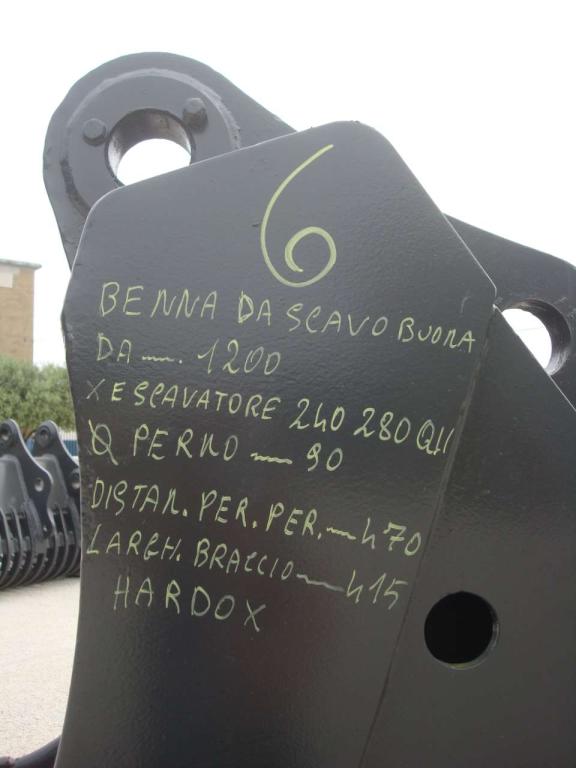 6
BENNA DA SCAVO BUONA
DA ~. 1200
X ESCAVATORE 240 280 QLI
Ø PERNO ~ 90
DISTAN. PER. PER. ~ 470
LARGH. BRACCIO ~ 415
HARDOX